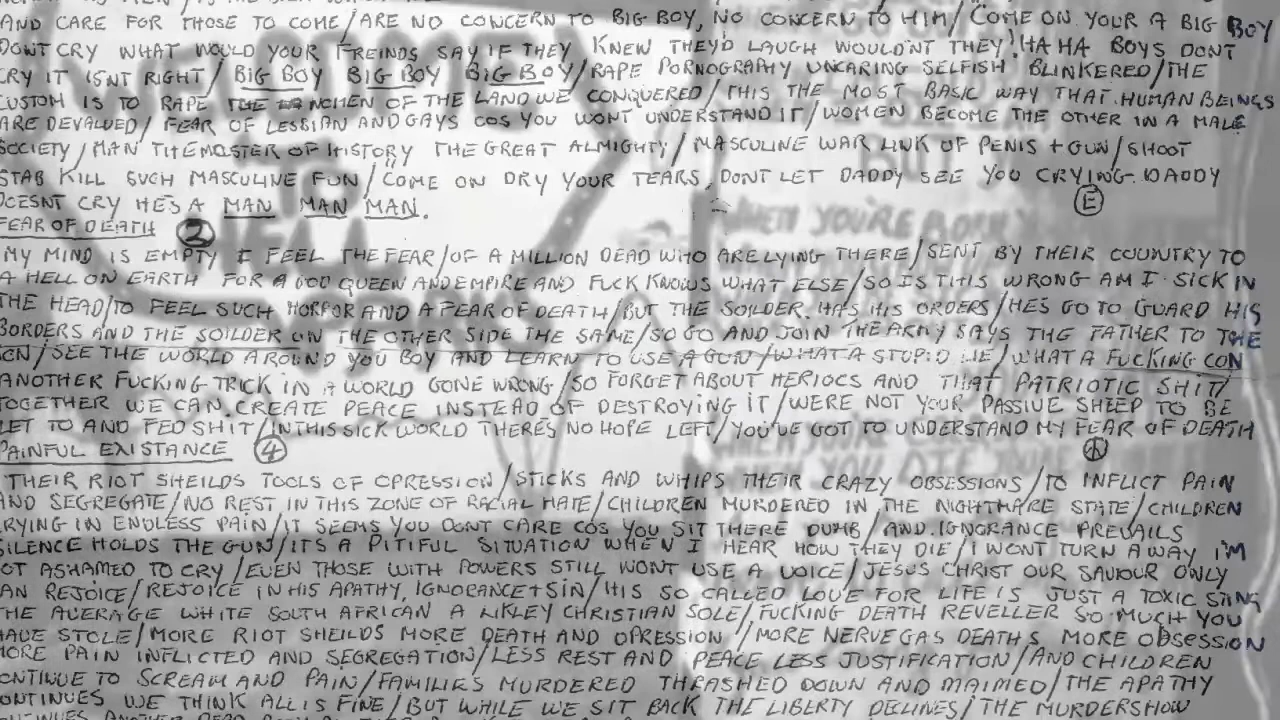 AND CARE FOR THOSE TO COME/ARE NO CONCERN TO BIG BOY, NO CONCERN TO HIM/COME ON YOUR A BIG BOY
DONT CRY WHAT WOULD YOUR FREINDS SAY IF THEY KNEW THEY'D LAUGH WOULDNT THEY! HA HA BOYS DONT
CRY IT ISNT RIGHT/BIG BOY BIG BOY BIG BOY/RAPE PORNOGRAPHY UNCARING SELFISH BLINKERED/THE
CUSTOM IS TO RAPE THE WOMEN OF THE LAND WE CONQUERED/THIS THE MOST BASIC WAY THAT HUMAN BEINGS
ARE DEVALUED/FEAR OF LESBIAN AND GAYS COS YOU WONT UNDERSTAND IT/WOMEN BECOME THE OTHER IN A MALE
SOCIETY/MAN THE MASTER OF HISTORY THE GREAT ALMIGHTY/MASCULINE WAR LINK OF PENIS + GUN/SHOOT
STAB KILL SUCH MASCULINE FUN/COME ON DRY YOUR TEARS, DONT LET DADDY SEE YOU CRYING. DADDY
DOESNT CRY HE'S A MAN MAN MAN. E
FEAR OF DEATH 2
MY MIND IS EMPTY I FEEL THE FEAR/OF A MILLION DEAD WHO ARE LYING THERE/SENT BY THEIR COUNTRY TO
A HELL ON EARTH FOR A GOD QUEEN AND EMPIRE AND FUCK KNOWS WHAT ELSE/SO IS THIS WRONG AM I SICK IN
THE HEAD/TO FEEL SUCH HORROR AND A FEAR OF DEATH/BUT THE SOILDER HAS HIS ORDERS/HE'S GO TO GUARD HIS
BORDERS AND THE SOILDER ON THE OTHER SIDE THE SAME/SO GO AND JOIN THE ARMY SAYS THE FATHER TO THE
SON/SEE THE WORLD AROUND YOU BOY AND LEARN TO USE A GUN/WHAT A STUPID LIE/WHAT A FUCKING CON
ANOTHER FUCKING TRICK IN A WORLD GONE WRONG/SO FORGET ABOUT HERIOCS AND THAT PATRIOTIC SHIT/
TOGETHER WE CAN CREATE PEACE INSTEAD OF DESTROYING IT/WERE NOT YOUR PASSIVE SHEEP TO BE
LET TO AND FED SHIT/IN THIS SICK WORLD THERE'S NO HOPE LEFT/YOU'VE GOT TO UNDERSTAND MY FEAR OF DEATH
PAINFUL EXISTANCE 4
THEIR RIOT SHEILDS TOOLS OF OPRESSION/STICKS AND WHIPS THEIR CRAZY OBSESSIONS/TO INFLICT PAIN
AND SEGREGATE/NO REST IN THIS ZONE OF RACIAL HATE/CHILDREN MURDERED IN THE NIGHTMARE STATE/CHILDREN
CRYING IN ENDLESS PAIN/IT SEEMS YOU DONT CARE COS YOU SIT THERE DUMB/AND IGNORANCE PREVAILS
SILENCE HOLDS THE GUN/ITS A PITIFUL SITUATION WHEN I HEAR HOW THEY DIE/I WONT TURN AWAY I'M
NOT ASHAMED TO CRY/EVEN THOSE WITH POWERS STILL WONT USE A VOICE/JESUS CHRIST OUR SAVIOUR ONLY
CAN REJOICE/REJOICE IN HIS APATHY, IGNORANCE + SIN/HIS SO CALLED LOVE FOR LIFE IS JUST A TOXIC STING
THE AVERAGE WHITE SOUTH AFRICAN A LIKLEY CHRISTIAN SOLE/FUCKING DEATH REVELLER SO MUCH YOU
HAVE STOLE/MORE RIOT SHEILDS MORE DEATH AND OPRESSION/MORE NERVE GAS DEATHS MORE OBSESSION
MORE PAIN INFLICTED AND SEGREGATION/LESS REST AND PEACE LESS JUSTIFICATION/AND CHILDREN
CONTINUE TO SCREAM AND PAIN/FAMILIES MURDERED THRASHED DOWN AND MAIMED/THE APATHY
CONTINUES WE THINK ALL IS FINE/BUT WHILE WE SIT BACK THE LIBERTY DELINES/THE MURDERSHOW